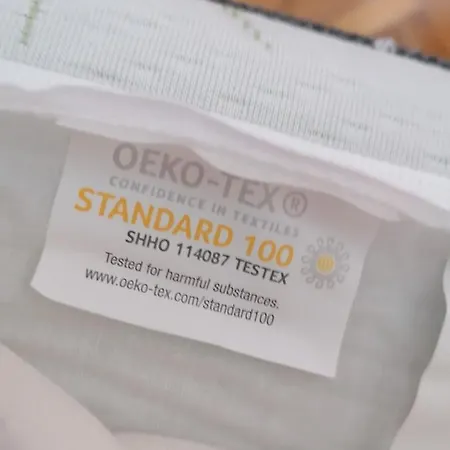 OEKO-TEX®
CONFIDENCE IN TEXTILES
STANDARD 100
SHHO 114087 TESTEX
Tested for harmful substances.
www.oeko-tex.com/standard100